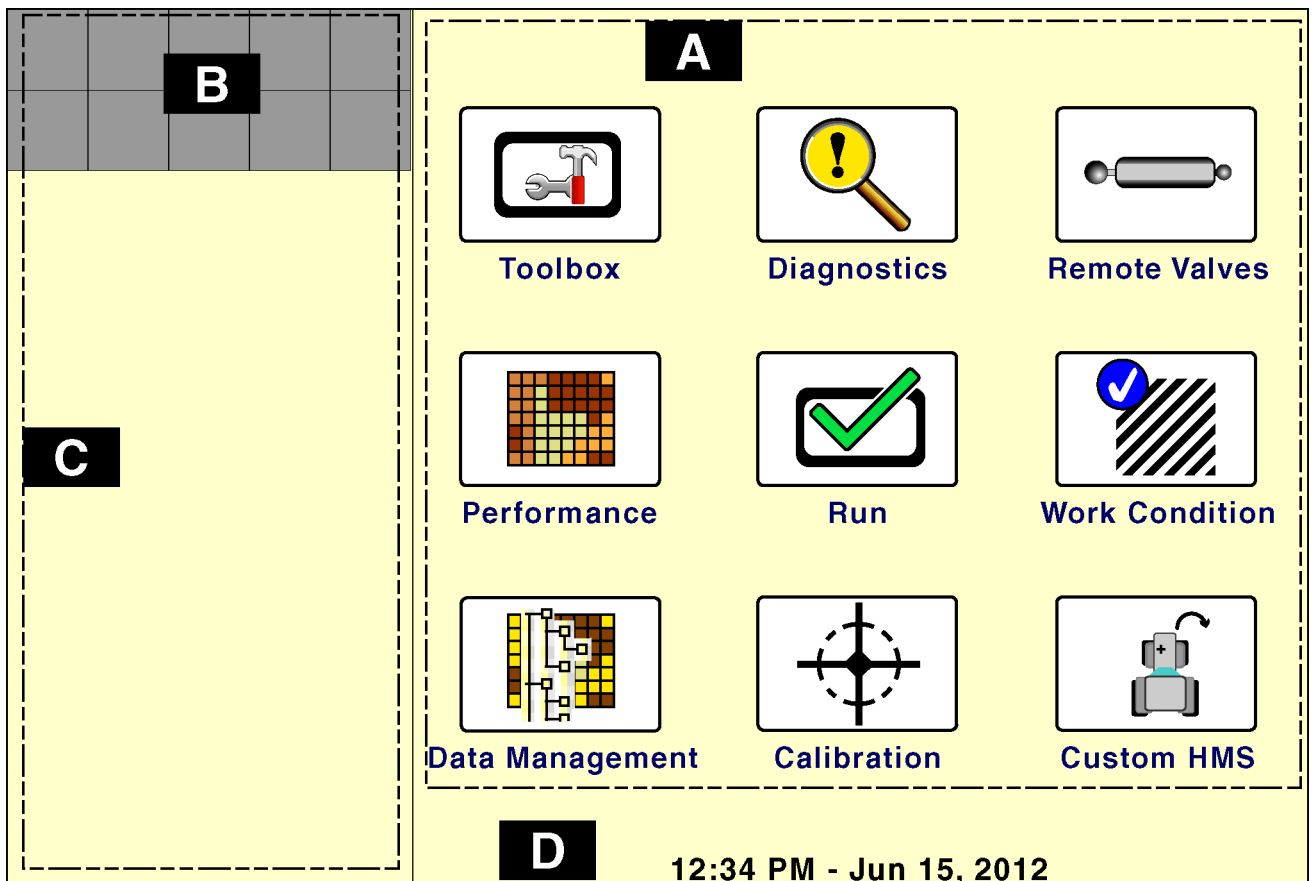 A
B
Toolbox
Diagnostics
Remote Valves
C
Performance
Run
Work Condition
Data Management
Calibration
Custom HMS
D
12:34 PM - Jun 15, 2012